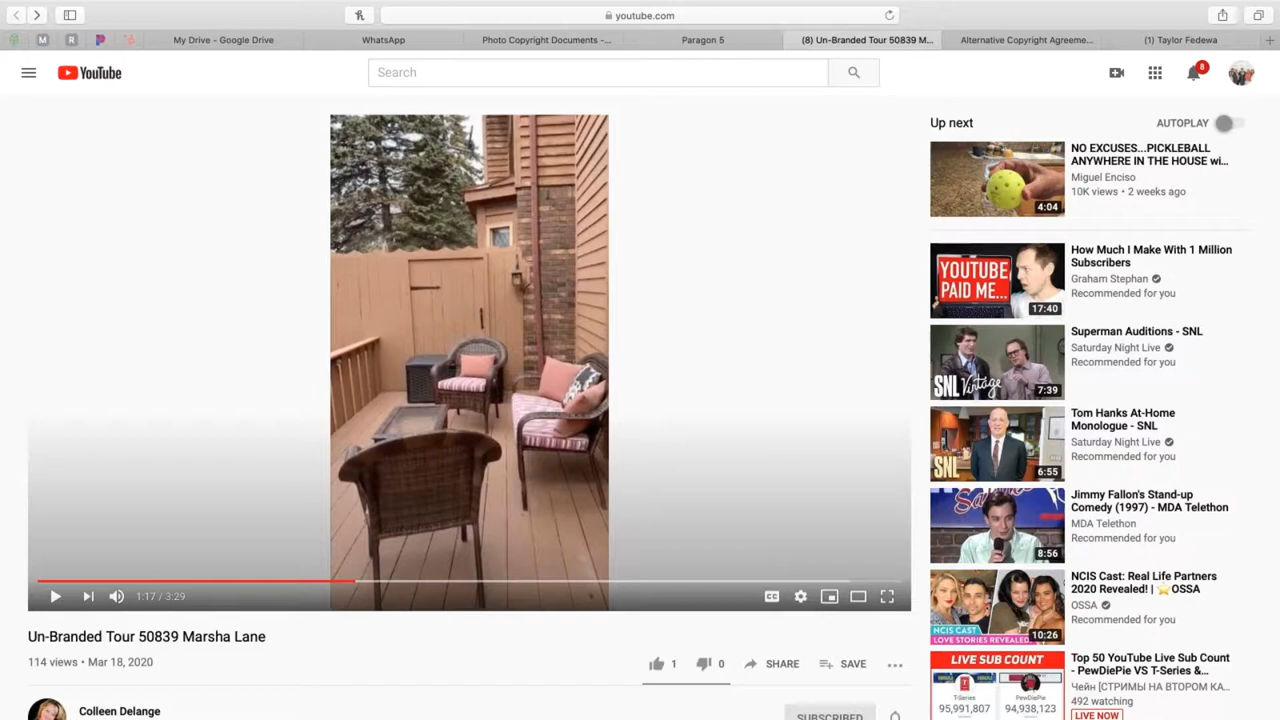 youtube.com
M
R
My Drive - Google Drive
WhatsApp
Photo Copyright Documents -...
Paragon 5
(8) Un-Branded Tour 50839 M...
Alternative Copyright Agreeme...
(1) Taylor Fedewa
YouTube
Search
8
Up next
AUTOPLAY
NO EXCUSES...PICKLEBALL
ANYWHERE IN THE HOUSE wi...
Miguel Enciso
10K views • 2 weeks ago
4:04
How Much I Make With 1 Million
Subscribers
Graham Stephan
Recommended for you
YOUTUBE
PAID ME...
17:40
Superman Auditions - SNL
Saturday Night Live
Recommended for you
SNL Vintage
7:39
Tom Hanks At-Home
Monologue - SNL
Saturday Night Live
Recommended for you
SNL
6:55
Jimmy Fallon's Stand-up
Comedy (1997) - MDA Telethon
MDA Telethon
Recommended for you
8:56
NCIS Cast: Real Life Partners
2020 Revealed! | ⭐OSSA
OSSA
Recommended for you
NCIS CAST
LOVE STORIES REVEALED
10:26
Top 50 YouTube Live Sub Count
- PewDiePie VS T-Series &...
Чейн [СТРИМЫ НА ВТОРОМ КА...
492 watching
LIVE NOW
LIVE SUB COUNT
T-Series
PewDiePie
95,991,807
94,938,123
1:17 / 3:29
CC
Un-Branded Tour 50839 Marsha Lane
114 views • Mar 18, 2020
1
0
SHARE
SAVE
Colleen Delange
SUBSCRIBED